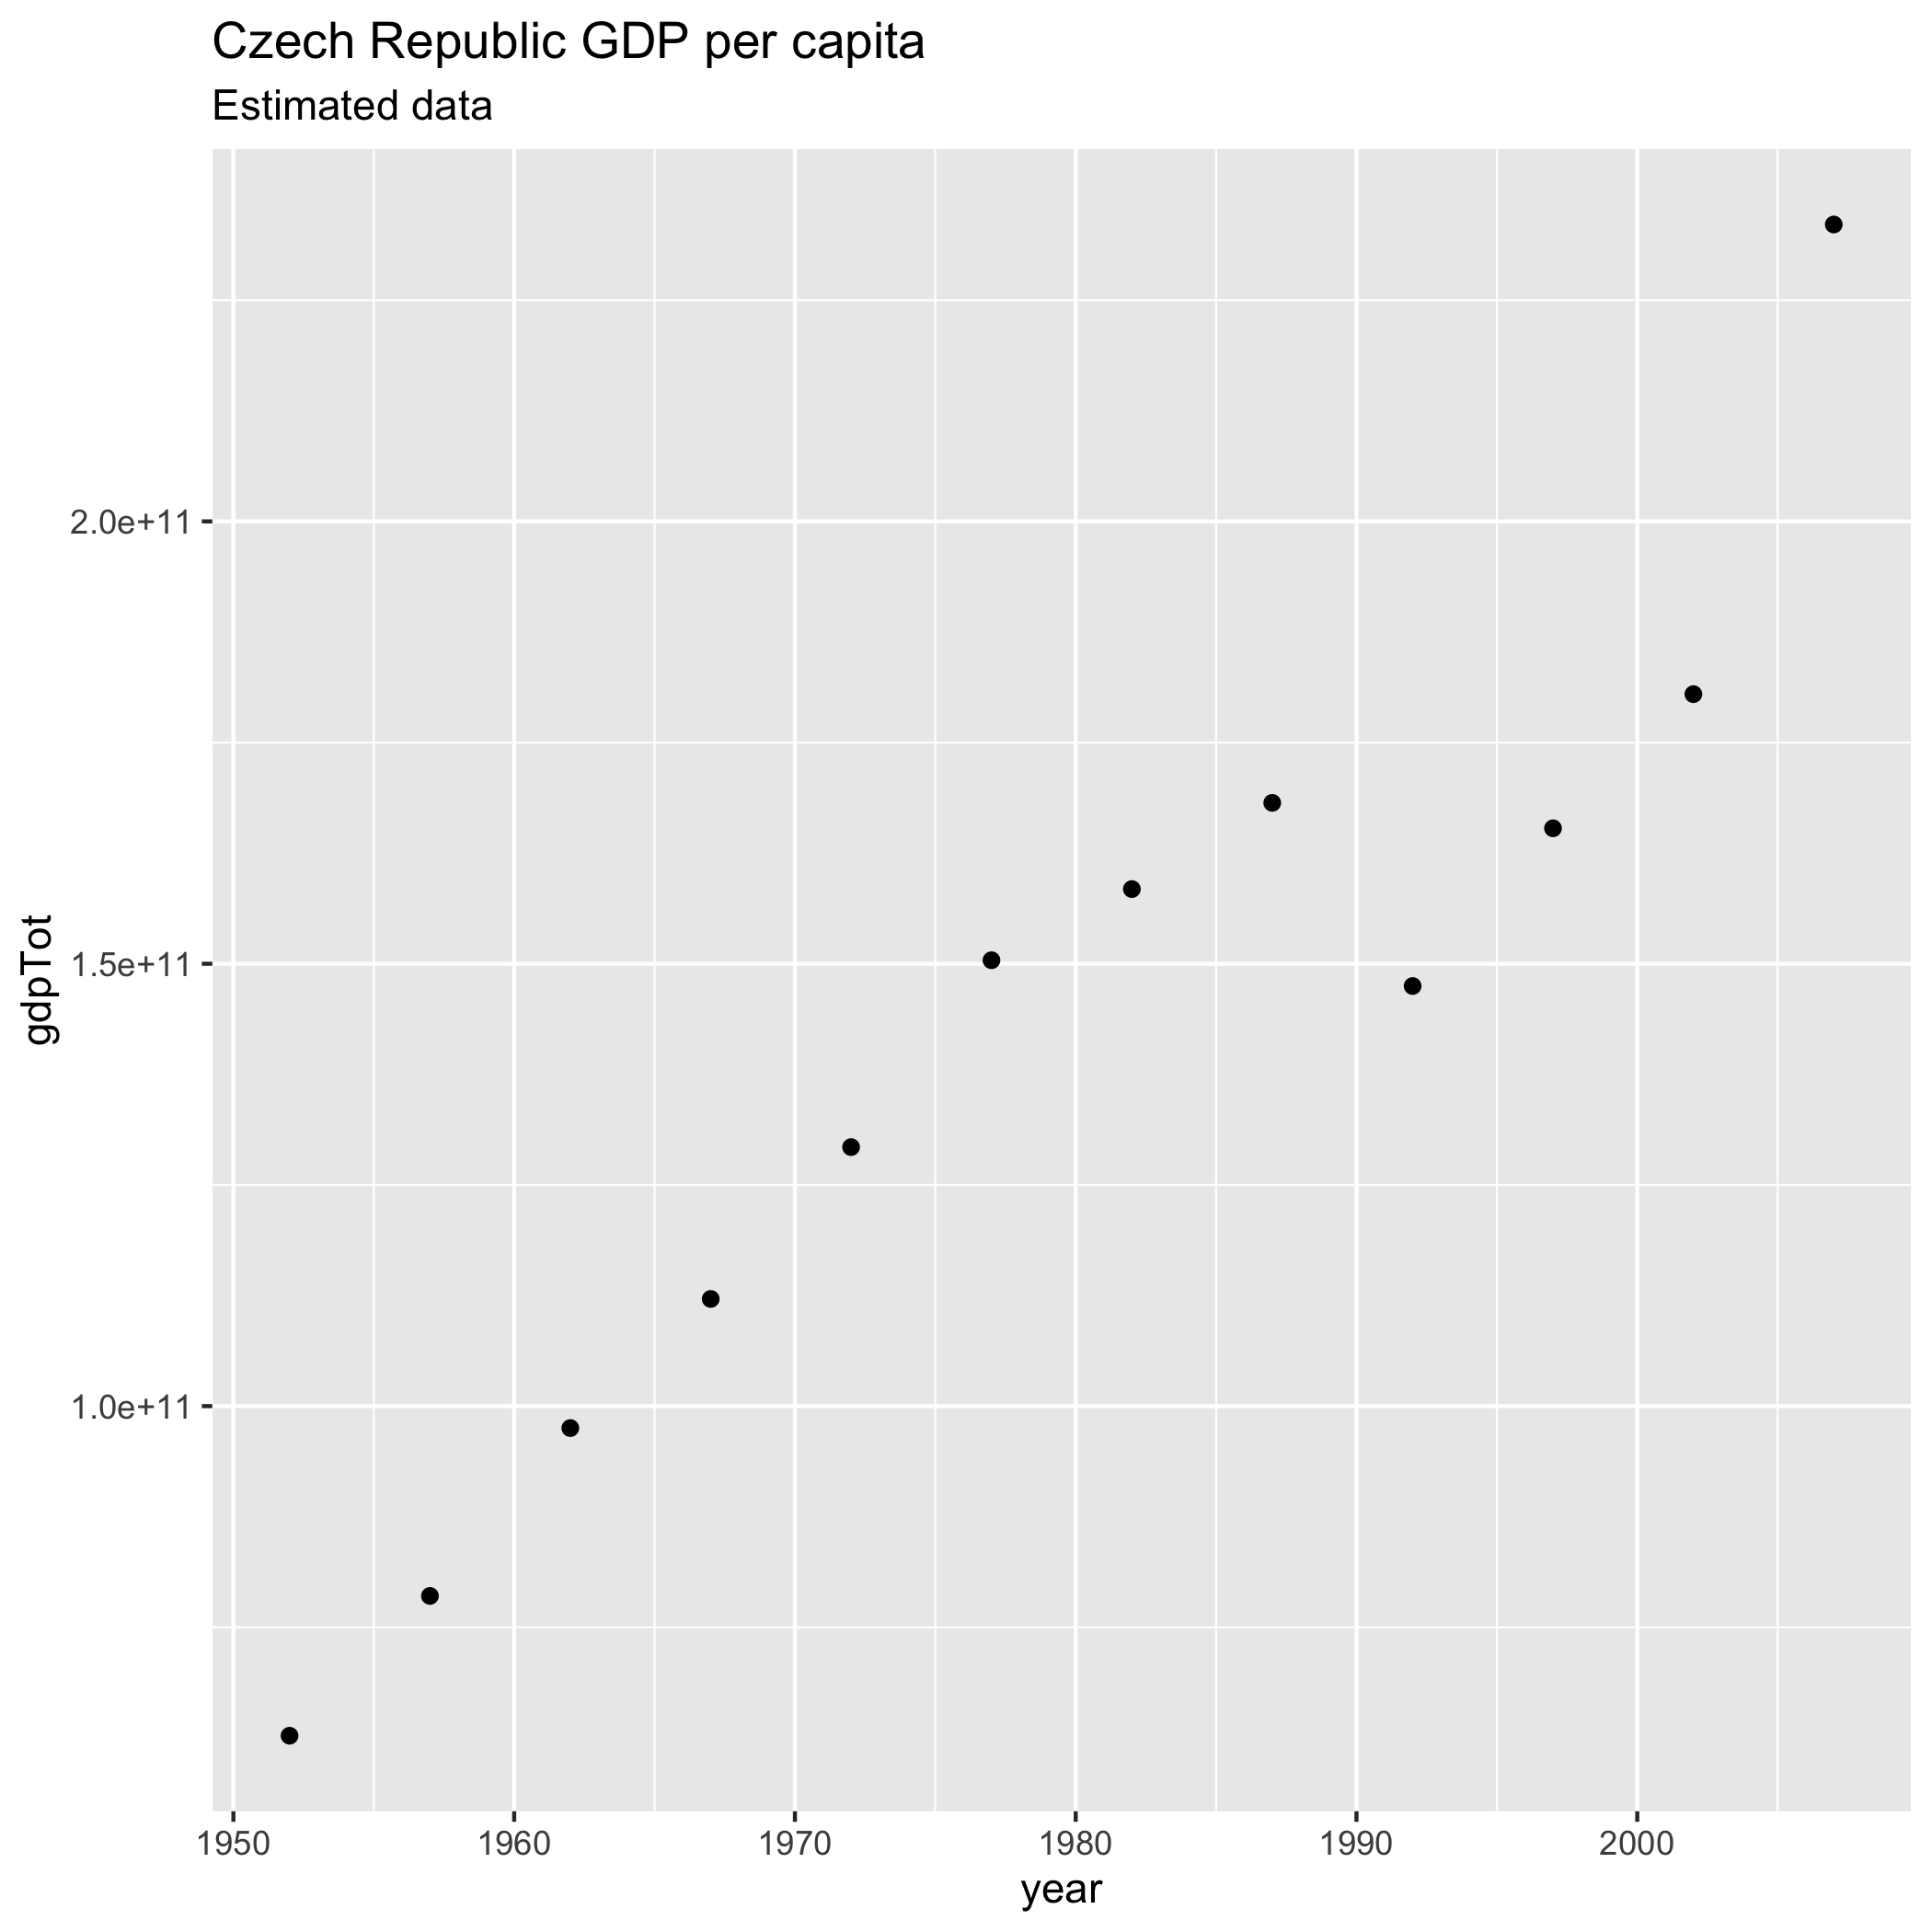 Czech Republic GDP per capita
Estimated data
gdpTot
2.0e+11
1.5e+11
1.0e+11
1950 1960 1970 1980 1990 2000
year